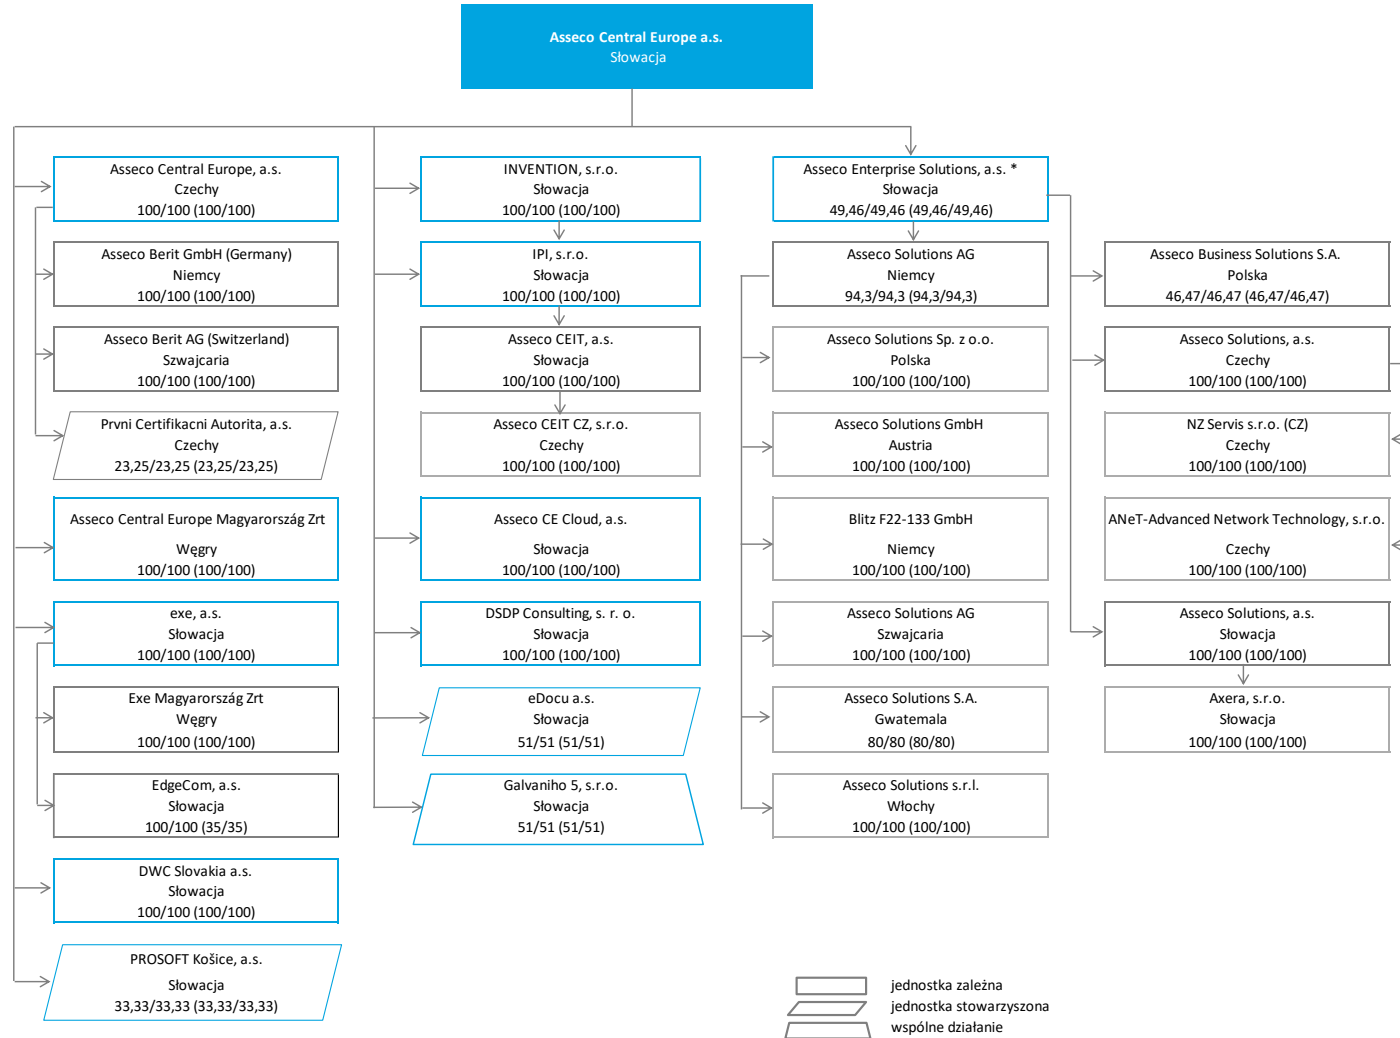 Asseco Central Europe a.s.
Słowacja
Asseco Central Europe, a.s.
Czechy
100/100 (100/100)
Asseco Berit GmbH (Germany)
Niemcy
100/100 (100/100)
Asseco Berit AG (Switzerland)
Szwajcaria
100/100 (100/100)
Prvni Certifikacni Autorita, a.s.
Czechy
23,25/23,25 (23,25/23,25)
Asseco Central Europe Magyarország Zrt
Węgry
100/100 (100/100)
exe, a.s.
Słowacja
100/100 (100/100)
Exe Magyarország Zrt
Węgry
100/100 (100/100)
EdgeCom, a.s.
Słowacja
100/100 (35/35)
DWC Slovakia a.s.
Słowacja
100/100 (100/100)
PROSOFT Košice, a.s.
Słowacja
33,33/33,33 (33,33/33,33)
INVENTION, s.r.o.
Słowacja
100/100 (100/100)
IPI, s.r.o.
Słowacja
100/100 (100/100)
Asseco CEIT, a.s.
Słowacja
100/100 (100/100)
Asseco CEIT CZ, s.r.o.
Czechy
100/100 (100/100)
Asseco CE Cloud, a.s.
Słowacja
100/100 (100/100)
DSDP Consulting, s. r. o.
Słowacja
100/100 (100/100)
eDocu a.s.
Słowacja
51/51 (51/51)
Galvaniho 5, s.r.o.
Słowacja
51/51 (51/51)
Asseco Enterprise Solutions, a.s. *
Słowacja
49,46/49,46 (49,46/49,46)
Asseco Solutions AG
Niemcy
94,3/94,3 (94,3/94,3)
Asseco Solutions Sp. z o.o.
Polska
100/100 (100/100)
Asseco Solutions GmbH
Austria
100/100 (100/100)
Blitz F22-133 GmbH
Niemcy
100/100 (100/100)
Asseco Solutions AG
Szwajcaria
100/100 (100/100)
Asseco Solutions S.A.
Gwatemala
80/80 (80/80)
Asseco Solutions s.r.l.
Włochy
100/100 (100/100)
Asseco Business Solutions S.A.
Polska
46,47/46,47 (46,47/46,47)
Asseco Solutions, a.s.
Czechy
100/100 (100/100)
NZ Servis s.r.o. (CZ)
Czechy
100/100 (100/100)
ANeT-Advanced Network Technology, s.r.o.
Czechy
100/100 (100/100)
Asseco Solutions, a.s.
Słowacja
100/100 (100/100)
Axera, s.r.o.
Słowacja
100/100 (100/100)
jednostka zależna
jednostka stowarzyszona
wspólne działanie